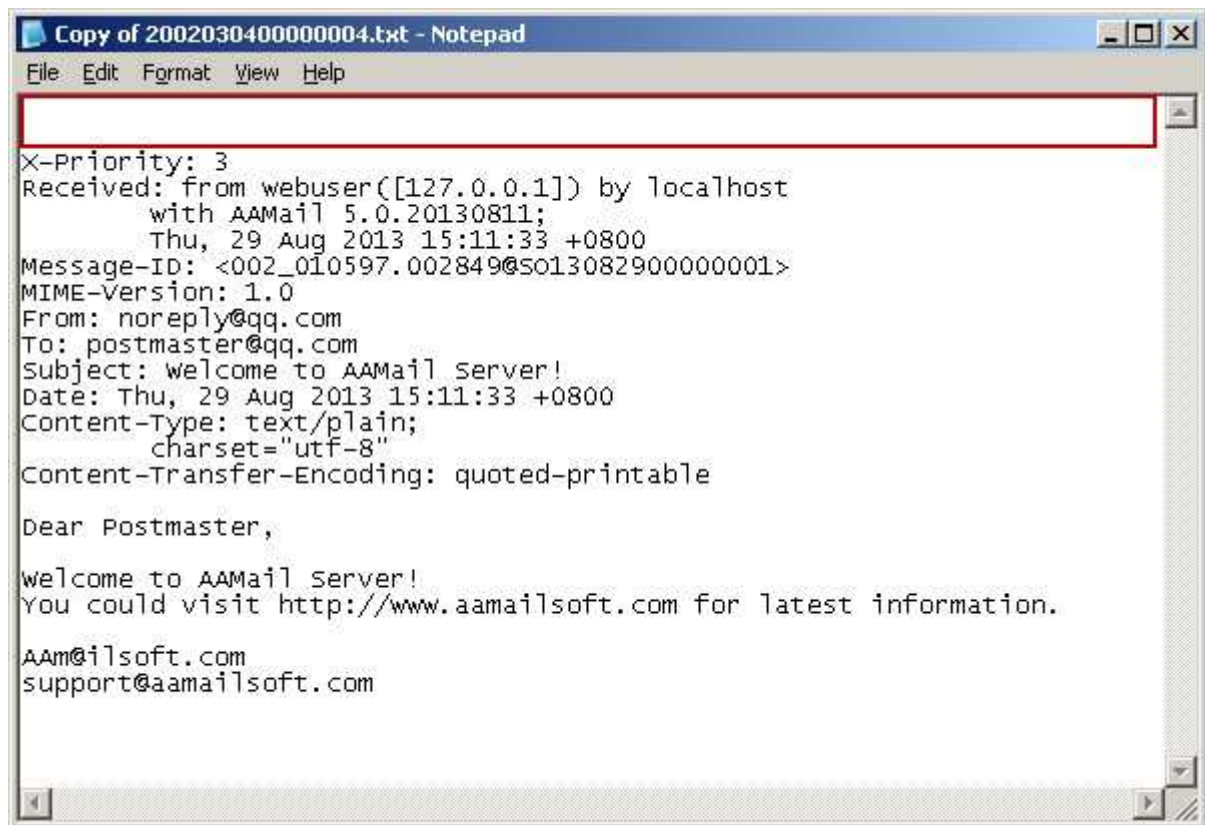 Copy of 2002030400000004.txt - Notepad
File Edit Format View Help
X-Priority: 3
Received: from webuser([127.0.0.1]) by localhost
with AAMail 5.0.20130811;
Thu, 29 Aug 2013 15:11:33 +0800
Message-ID: <002_010597.002849@SO13082900000001>
MIME-Version: 1.0
From: noreply@qq.com
To: postmaster@qq.com
Subject: Welcome to AAMail Server!
Date: Thu, 29 Aug 2013 15:11:33 +0800
Content-Type: text/plain;
charset="utf-8"
Content-Transfer-Encoding: quoted-printable
Dear Postmaster,
Welcome to AAMail Server!
You could visit http://www.aamailsoft.com for latest information.
AAm@ilsoft.com
support@aamailsoft.com